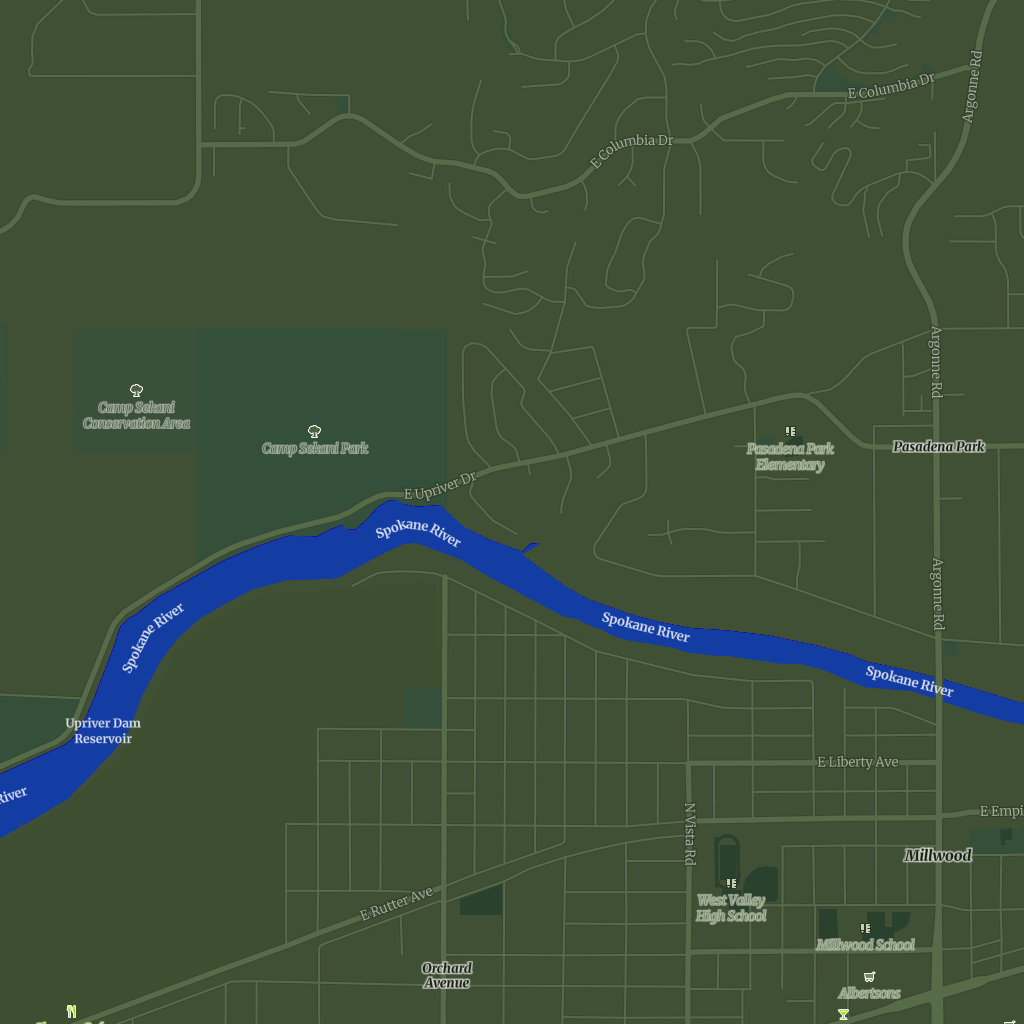 E Columbia Dr
Argonne Rd
E Columbia Dr
Argonne Rd
Camp Sekani
Conservation Area
Camp Sekani Park
Pasadena Park
Elementary
Pasadena Park
E Upriver Dr
Spokane River
Argonne Rd
Spokane River
Spokane River
Spokane River
Upriver Dam
Reservoir
E Liberty Ave
River
N Vista Rd
E Empi
Millwood
West Valley
High School
E Rutter Ave
Millwood School
Orchard
Avenue
Albertsons